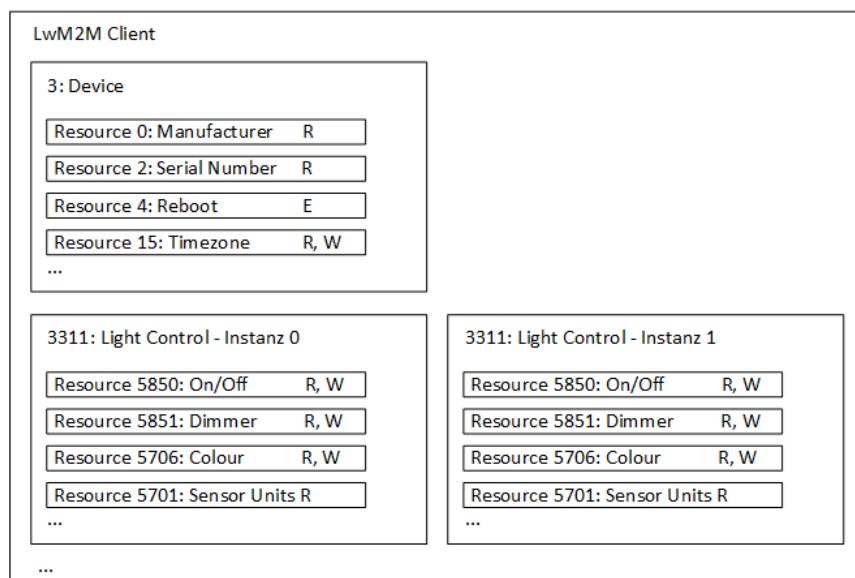 LwM2M Client
3: Device
Resource 0: Manufacturer R
Resource 2: Serial Number R
Resource 4: Reboot E
Resource 15: Timezone R, W
...
3311: Light Control - Instanz 0
Resource 5850: On/Off R, W
Resource 5851: Dimmer R, W
Resource 5706: Colour R, W
Resource 5701: Sensor Units R
...
3311: Light Control - Instanz 1
Resource 5850: On/Off R, W
Resource 5851: Dimmer R, W
Resource 5706: Colour R, W
Resource 5701: Sensor Units R
...
...